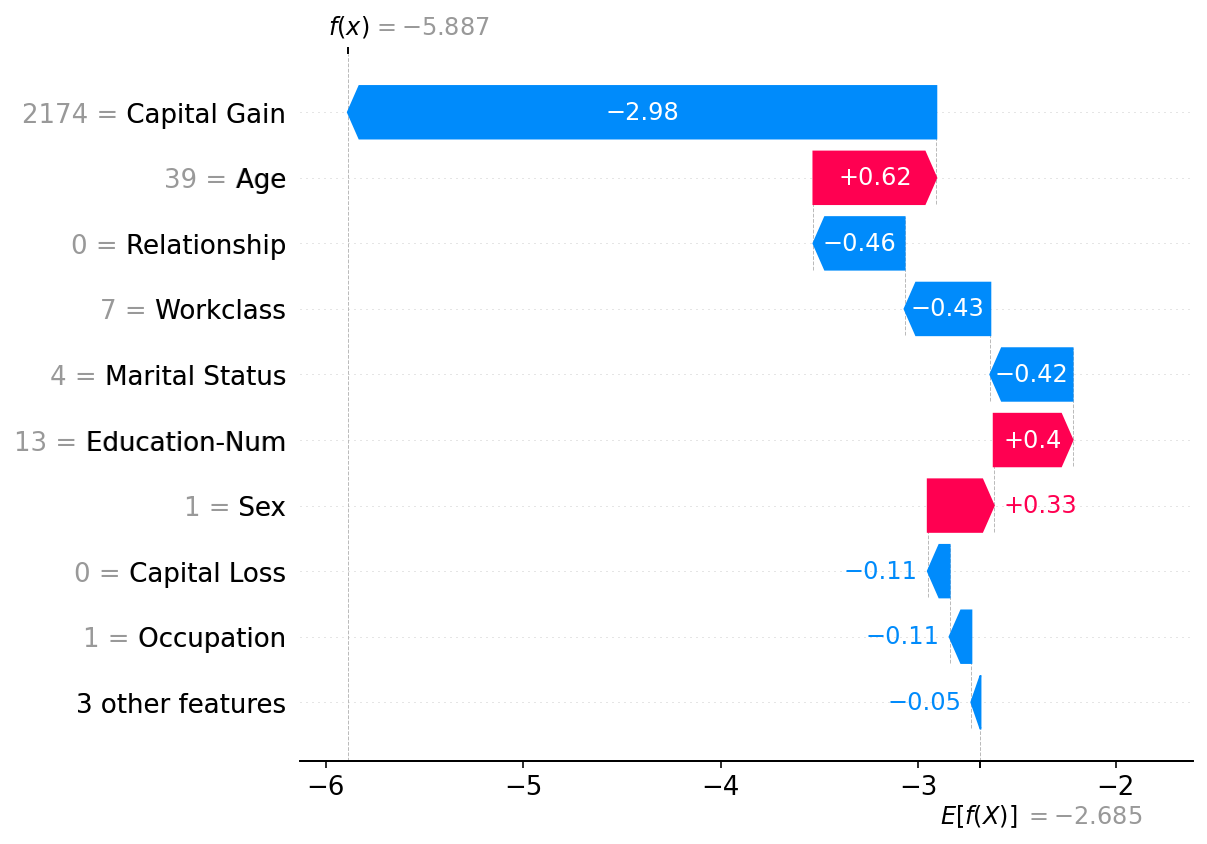 f(x) = −5.887
2174 = Capital Gain −2.98
39 = Age +0.62
0 = Relationship −0.46
7 = Workclass −0.43
4 = Marital Status −0.42
13 = Education-Num +0.4
1 = Sex +0.33
0 = Capital Loss −0.11
1 = Occupation −0.11
3 other features −0.05
−6 −5 −4 −3 −2
E[f(X)] = −2.685